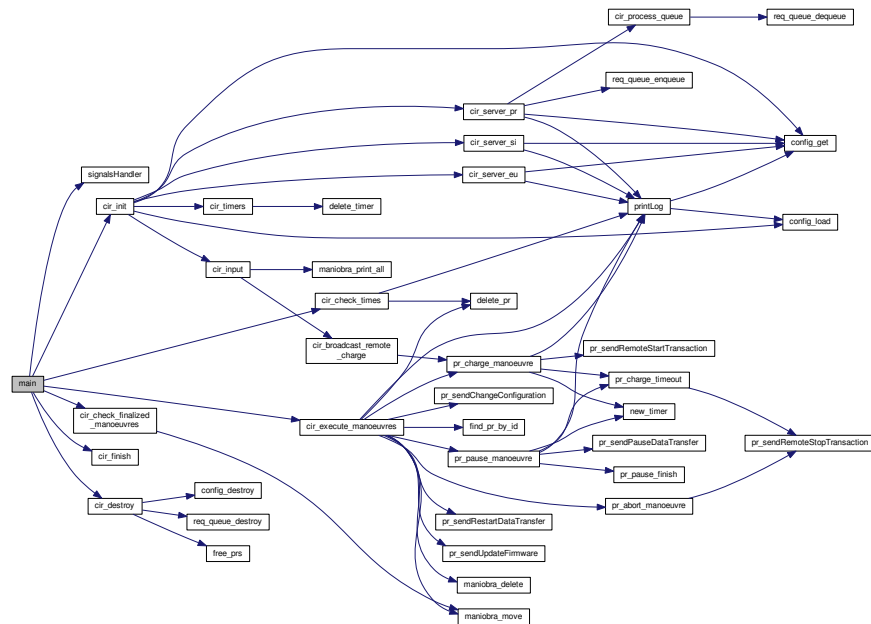 cir_process_queue
req_queue_dequeue
req_queue_enqueue
cir_server_pr
cir_server_si
config_get
signalsHandler
cir_server_eu
cir_init
cir_timers
delete_timer
printLog
config_load
cir_input
maniobra_print_all
cir_check_times
delete_pr
cir_broadcast_remote
_charge
pr_sendRemoteStartTransaction
pr_charge_manoeuvre
pr_charge_timeout
main
pr_sendChangeConfiguration
new_timer
cir_check_finalized
_manoeuvres
cir_execute_manoeuvres
find_pr_by_id
pr_sendPauseDataTransfer
pr_sendRemoteStopTransaction
cir_finish
pr_pause_manoeuvre
pr_pause_finish
config_destroy
cir_destroy
pr_abort_manoeuvre
req_queue_destroy
pr_sendRestartDataTransfer
free_prs
pr_sendUpdateFirmware
maniobra_delete
maniobra_move